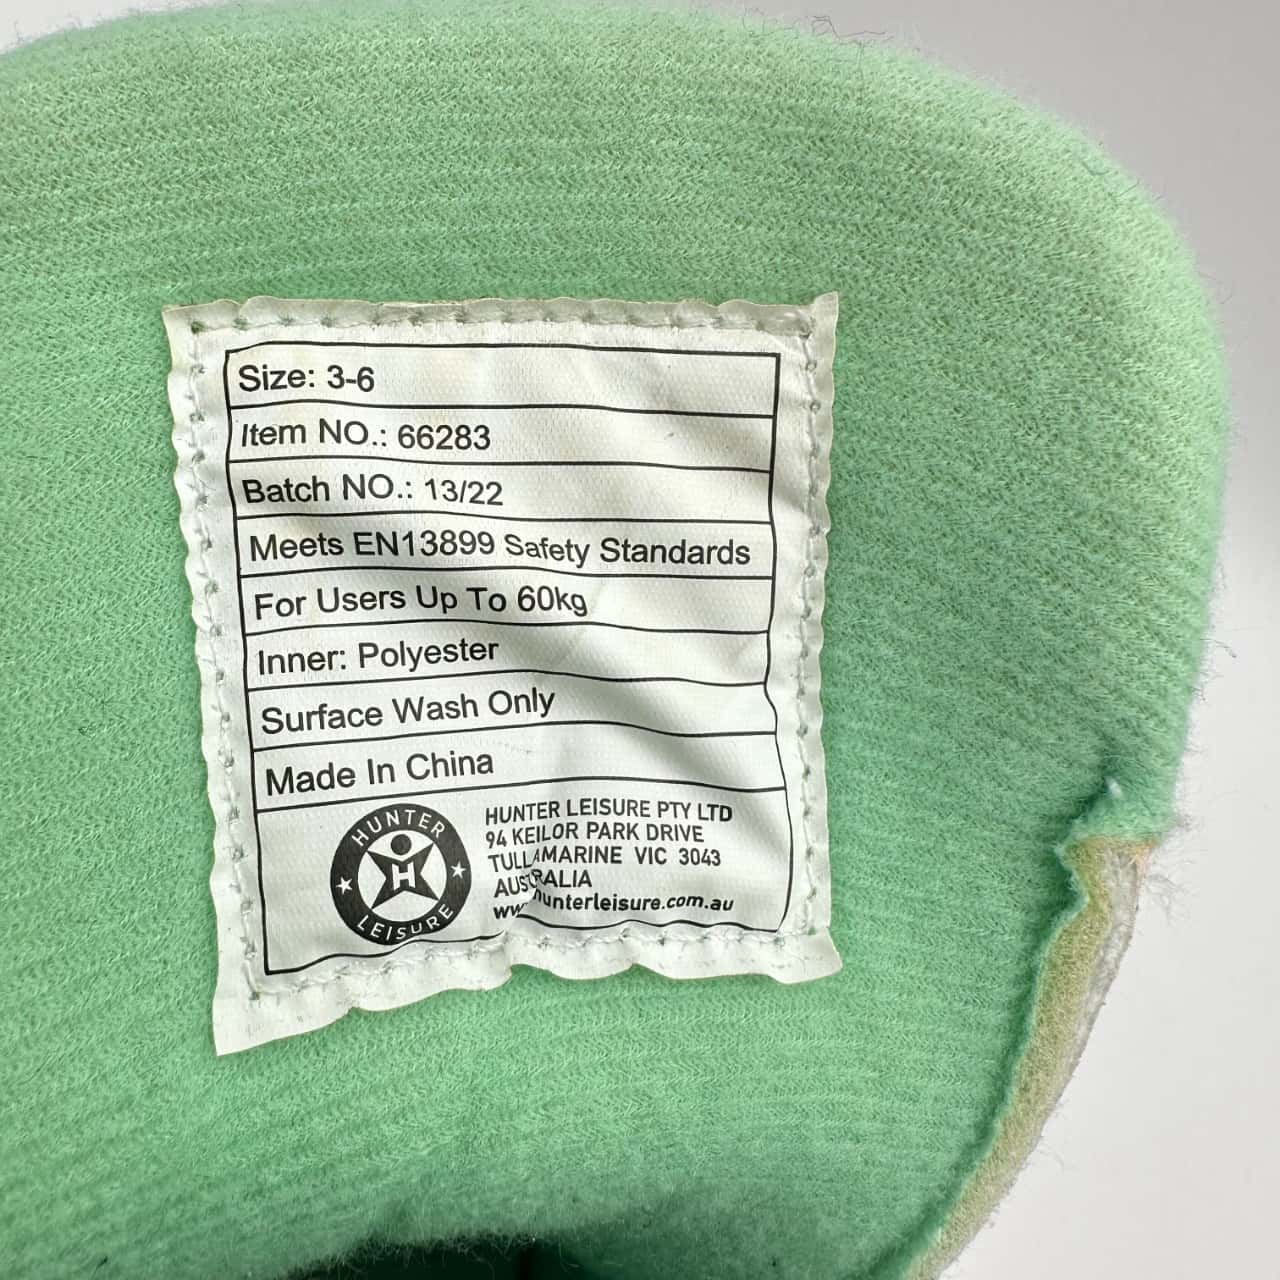 Size: 3-6
Item NO.: 66283
Batch NO.: 13/22
Meets EN13899 Safety Standards
For Users Up To 60kg
Inner: Polyester
Surface Wash Only
Made In China
HUNTER
H
LEISURE
HUNTER LEISURE PTY LTD
94 KEILOR PARK DRIVE
TULLAMARINE VIC 3043
AUSTRALIA
www.hunterleisure.com.au